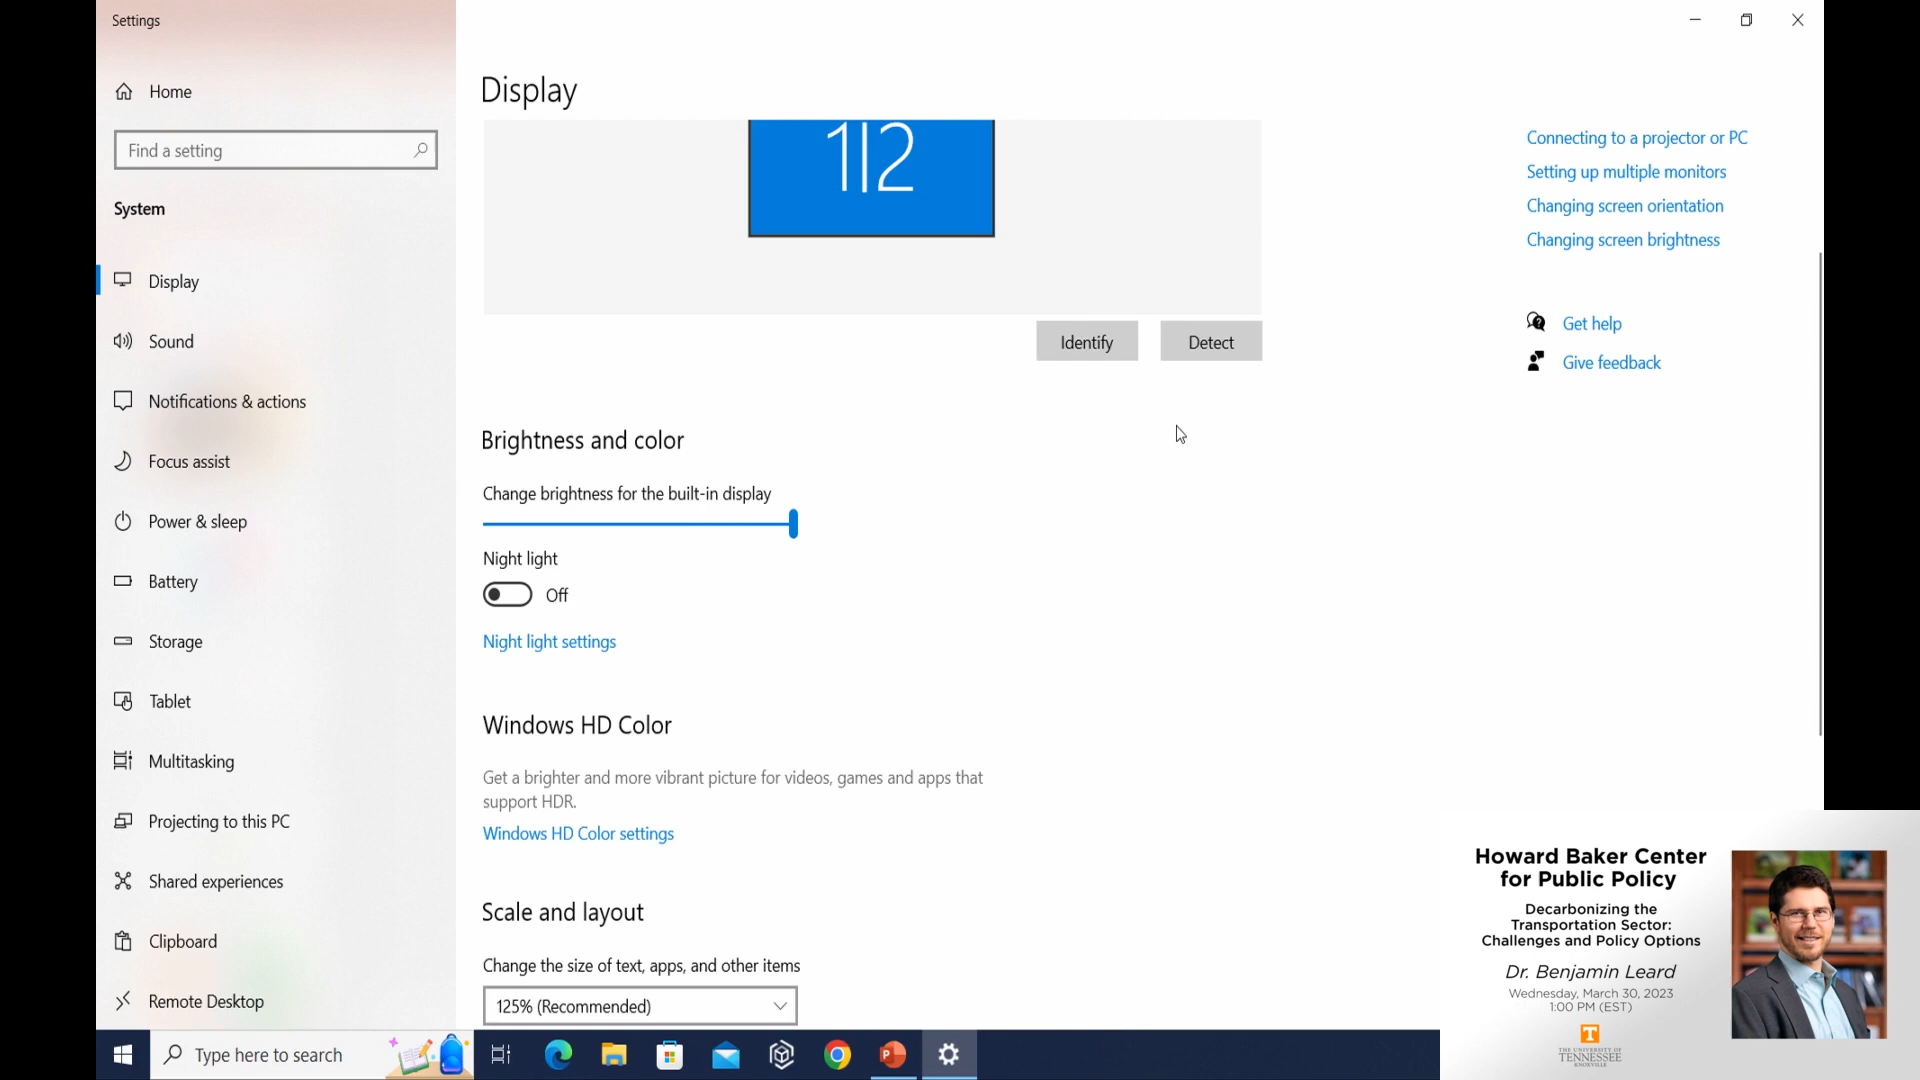 Settings
Home
Find a setting
System
Display
Sound
Notifications & actions
Focus assist
Power & sleep
Battery
Storage
Tablet
Multitasking
Projecting to this PC
Shared experiences
Clipboard
Remote Desktop
Display
1|2
Identify
Detect
Brightness and color
Change brightness for the built-in display
Night light
Off
Night light settings
Windows HD Color
Get a brighter and more vibrant picture for videos, games and apps that
support HDR.
Windows HD Color settings
Scale and layout
Change the size of text, apps, and other items
125% (Recommended)
Connecting to a projector or PC
Setting up multiple monitors
Changing screen orientation
Changing screen brightness
Get help
Give feedback
Type here to search
Howard Baker Center
for Public Policy
Decarbonizing the
Transportation Sector:
Challenges and Policy Options
Dr. Benjamin Leard
Wednesday, March 30, 2023
1:00 PM (EST)
T
THE UNIVERSITY OF
TENNESSEE
KNOXVILLE